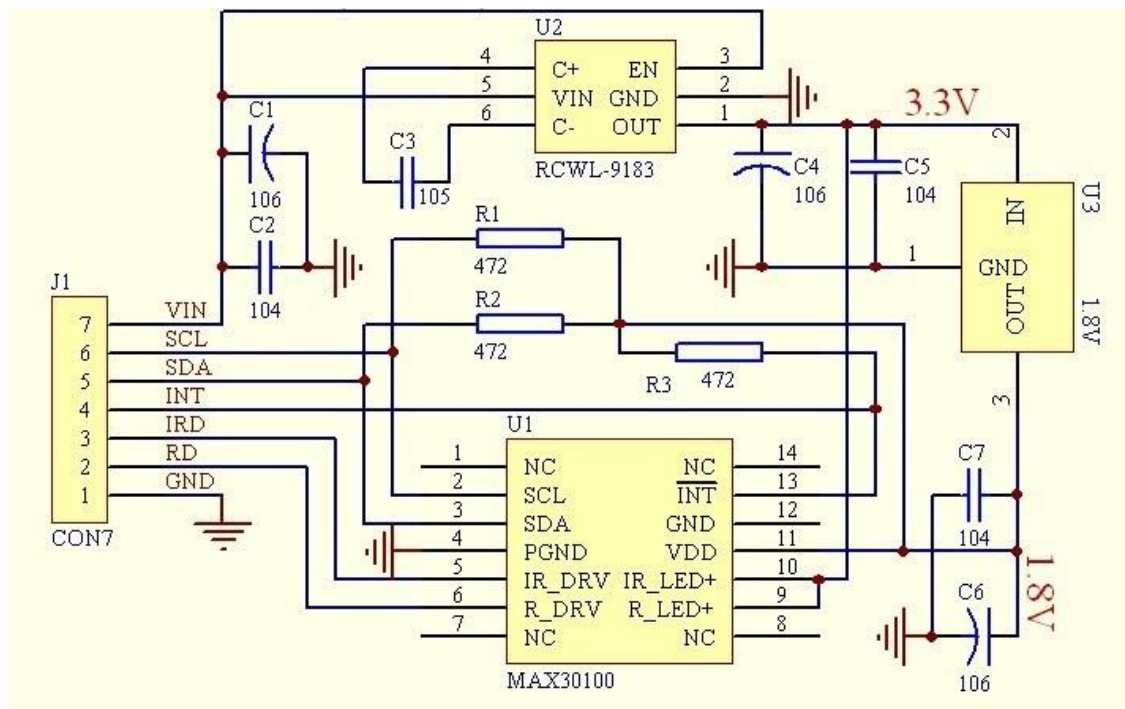 U2
4
5
6
C+
VIN
C-
EN
GND
OUT
3
2
1
RCWL-9183
C1
106
C2
104
C3
105
3.3V
C4
106
C5
104
2
U3
IN
1
GND
OUT
1.8V
3
R1
472
R2
472
R3
472
J1
7
6
5
4
3
2
1
VIN
SCL
SDA
INT
IRD
RD
GND
CON7
U1
1
2
3
4
5
6
7
NC
SCL
SDA
PGND
IR_DRV
R_DRV
NC
NC
INT
GND
VDD
IR_LED+
R_LED+
NC
14
13
12
11
10
9
8
MAX30100
C7
104
1.8V
C6
106